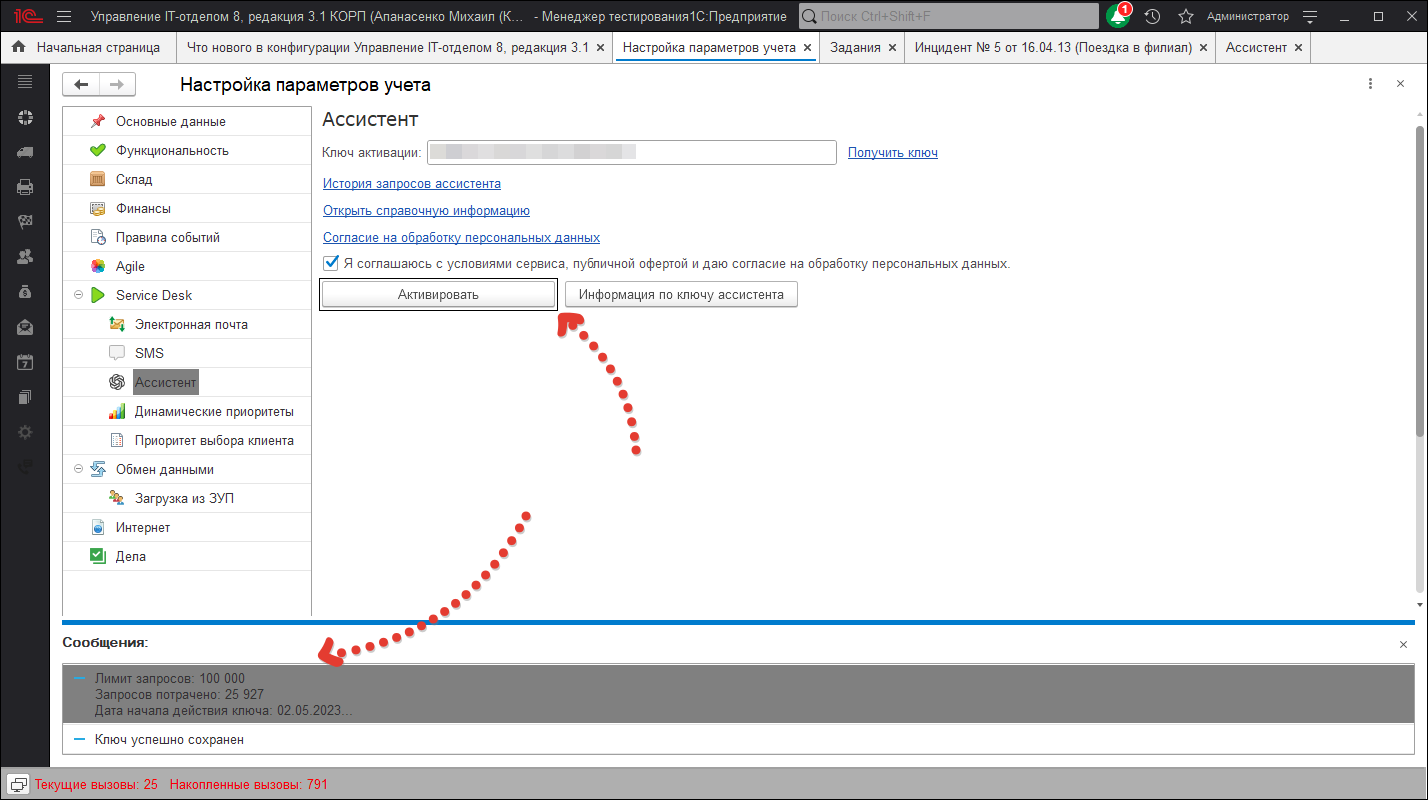 1С Управление IT-отделом 8, редакция 3.1 КОРП (Апанасенко Михаил (К... - Менеджер тестирования1С:Предприятие Поиск Ctrl+Shift+F 1 Администратор
Начальная страница Что нового в конфигурации Управление IT-отделом 8, редакция 3.1 Настройка параметров учета Задания Инцидент № 5 от 16.04.13 (Поездка в филиал) Ассистент
Настройка параметров учета
Основные данные
Функциональность
Склад
Финансы
Правила событий
Agile
Service Desk
Электронная почта
SMS
Ассистент
Динамические приоритеты
Приоритет выбора клиента
Обмен данными
Загрузка из ЗУП
Интернет
Дела
Ассистент
Ключ активации: Получить ключ
История запросов ассистента
Открыть справочную информацию
Согласие на обработку персональных данных
Я соглашаюсь с условиями сервиса, публичной офертой и даю согласие на обработку персональных данных.
Активировать Информация по ключу ассистента
7
Сообщения:
Лимит запросов: 100 000
Запросов потрачено: 25 927
Дата начала действия ключа: 02.05.2023...
Ключ успешно сохранен
Текущие вызовы: 25 Накопленные вызовы: 791